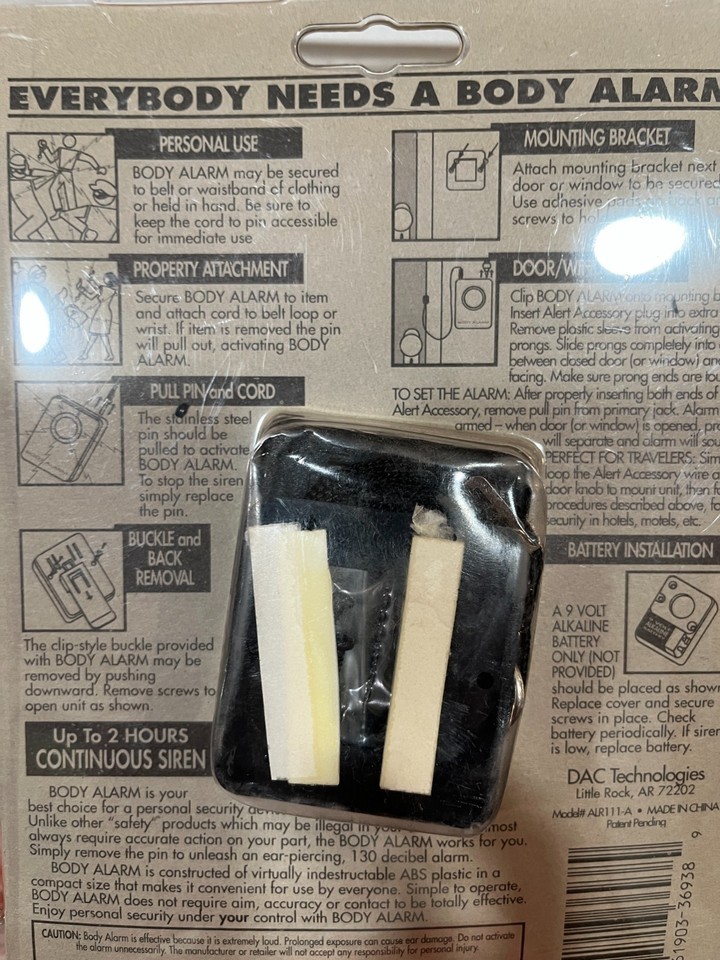 EVERYBODY NEEDS A BODY ALARM
PERSONAL USE
BODY ALARM may be secured
to belt or waistband of clothing
or held in hand. Be sure to
keep the cord to pin accessible
for immediate use
PROPERTY ATTACHMENT
Secure BODY ALARM to item
and attach cord to belt loop or
wrist. If item is removed the pin
will pull out, activating BODY
ALARM.
PULL PIN and CORD
The stainless steel
pin should be
pulled to activate
BODY ALARM.
To stop the siren
simply replace
the pin.
BUCKLE and
BACK
REMOVAL
The clip-style buckle provided
with BODY ALARM may be
removed by pushing
downward. Remove screws to
open unit as shown.
Up To 2 HOURS
CONTINUOUS SIREN
BODY ALARM is your
best choice for a personal security
Unlike other "safety" products which may be illegal in your most
always require accurate action on your part, the BODY ALARM works for you.
Simply remove the pin to unleash an ear-piercing, 130 decibel alarm.
BODY ALARM is constructed of virtually indestructable ABS plastic in a
compact size that makes it convenient for use by everyone. Simple to operate,
BODY ALARM does not require aim, accuracy or contact to be totally effective.
Enjoy personal security under your control with BODY ALARM.
CAUTION: Body Alarm is effective because it is extremely loud. Prolonged exposure can cause ear damage. Do not activate
the alarm unnecessarily. The manufacturer or retailer will not accept any responsibility for personal injury.
MOUNTING BRACKET
Attach mounting bracket next
door or window to be secured
Use adhesive pads on back
screws to
DOOR/
Clip BODY ALARM onto mounting
Insert Alert Accessory plug into extra
Remove plastic sleeve from activating
prongs. Slide prongs completely into
between closed door (or window) and
facing. Make sure prong ends are
TO SET THE ALARM: After properly inserting both ends of
Alert Accessory, remove pull pin from primary jack. Alarm
armed – when door (or window) is opened,
will separate and alarm will
PERFECT FOR TRAVELERS:
loop the Alert Accessory wire
door knob to mount unit, then
procedures described above,
security in hotels, motels, etc.
BATTERY INSTALLATION
A 9 VOLT
ALKALINE
BATTERY
ONLY (NOT
PROVIDED)
should be placed as shown
Replace cover and secure
screws in place. Check
battery periodically. If siren
is low, replace battery.
DAC Technologies
Little Rock, AR 72202
Model# ALR111-A • MADE IN CHINA
Patent Pending
51903-36938
9